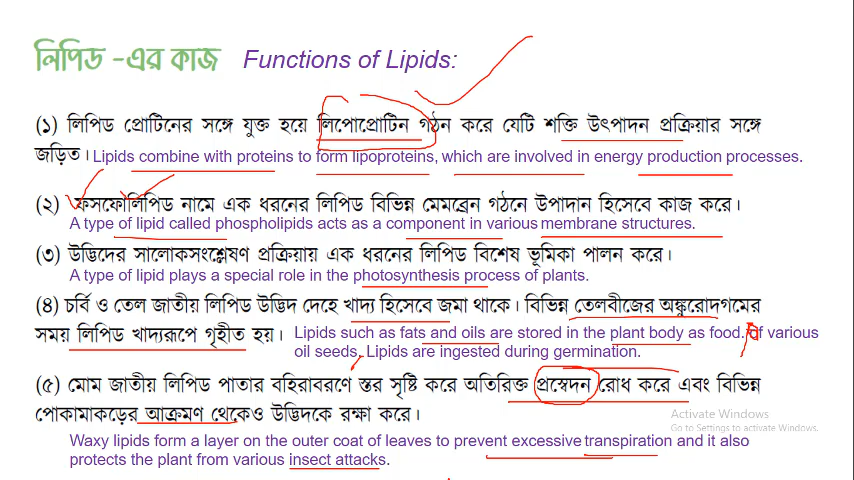 লিপিড -এর কাজ Functions of Lipids:
(১) লিপিড প্রোটিনের সঙ্গে যুক্ত হয়ে লিপোপ্রোটিন গঠন করে যেটি শক্তি উৎপাদন প্রক্রিয়ার সঙ্গে
জড়িত। Lipids combine with proteins to form lipoproteins, which are involved in energy production processes.
(২) ফসফোলিপিড নামে এক ধরনের লিপিড বিভিন্ন মেমব্রেন গঠনে উপাদান হিসেবে কাজ করে।
A type of lipid called phospholipids acts as a component in various membrane structures.
(৩) উদ্ভিদের সালোকসংশ্লেষণ প্রক্রিয়ায় এক ধরনের লিপিড বিশেষ ভূমিকা পালন করে।
A type of lipid plays a special role in the photosynthesis process of plants.
(৪) চর্বি ও তেল জাতীয় লিপিড উদ্ভিদ দেহে খাদ্য হিসেবে জমা থাকে। বিভিন্ন তেলবীজের অঙ্কুরোদগমের
সময় লিপিড খাদ্যরূপে গৃহীত হয়। Lipids such as fats and oils are stored in the plant body as food. Of various
oil seeds, Lipids are ingested during germination.
(৫) মোম জাতীয় লিপিড পাতার বহিরাবরণে স্তর সৃষ্টি করে অতিরিক্ত প্রস্বেদন রোধ করে এবং বিভিন্ন
পোকামাকড়ের আক্রমণ থেকেও উদ্ভিদকে রক্ষা করে।
Waxy lipids form a layer on the outer coat of leaves to prevent excessive transpiration and it also
protects the plant from various insect attacks.
Activate Windows
Go to Settings to activate Windows.